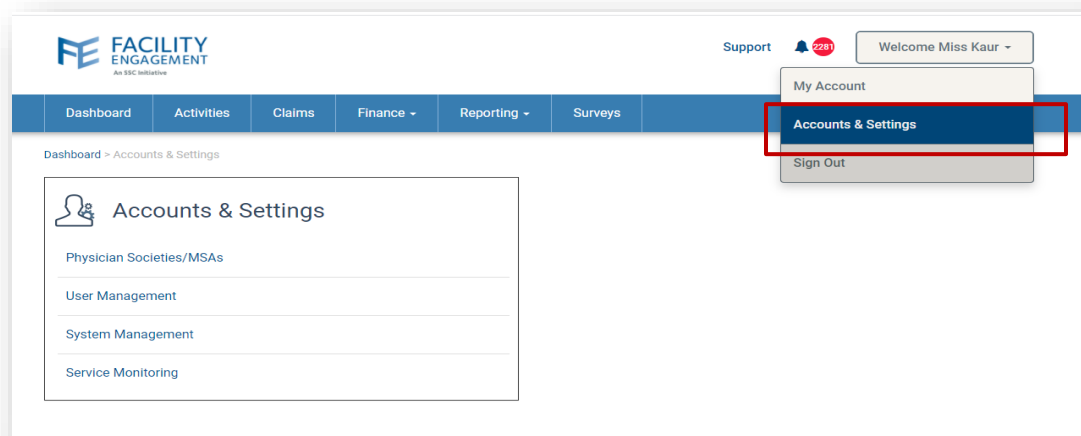 FACILITY
ENGAGEMENT
An SSC Initiative
Support
2281
Welcome Miss Kaur
My Account
Accounts & Settings
Sign Out
Dashboard Activities Claims Finance Reporting Surveys
Dashboard > Accounts & Settings
Accounts & Settings
Physician Societies/MSAs
User Management
System Management
Service Monitoring